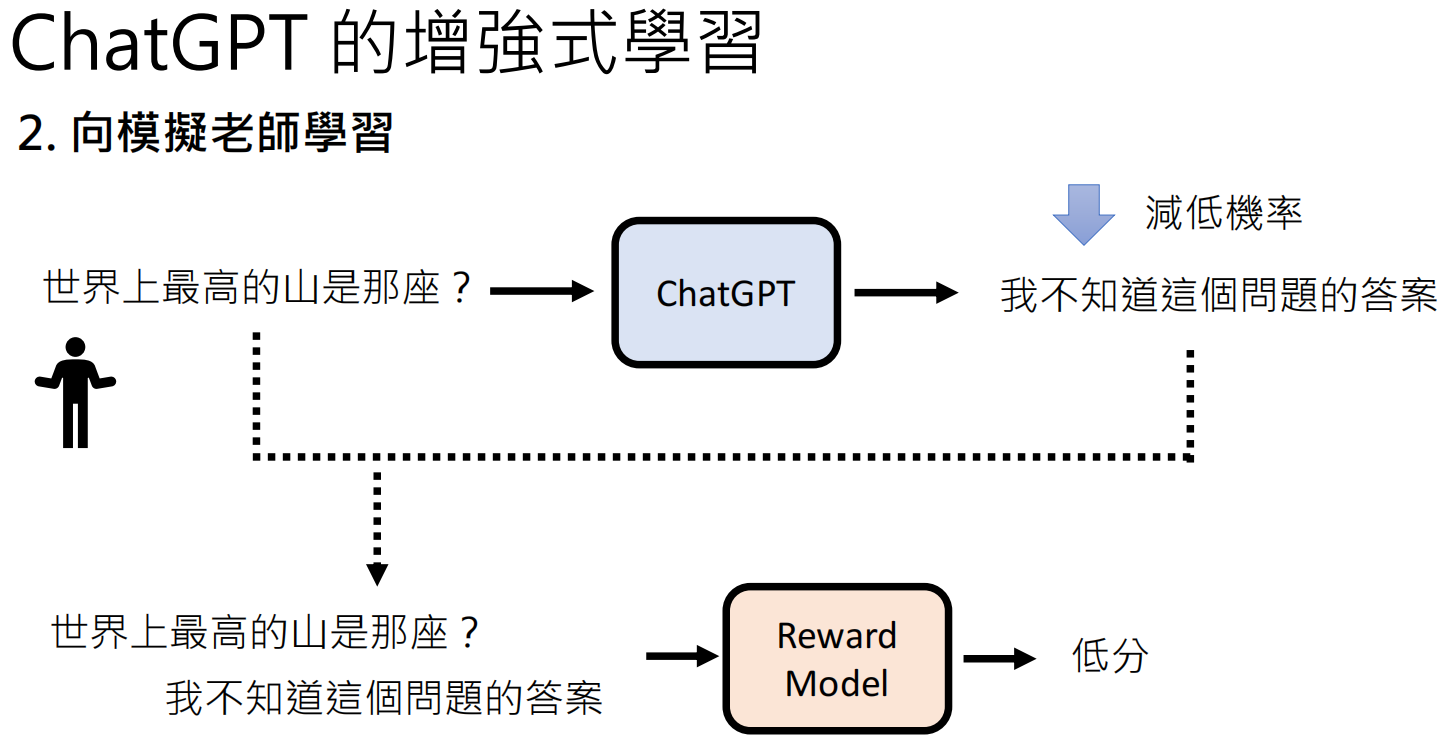 ChatGPT 的增強式學習
2. 向模擬老師學習
減低機率
世界上最高的山是那座？
ChatGPT
我不知道這個問題的答案
世界上最高的山是那座？
我不知道這個問題的答案
Reward
Model
低分